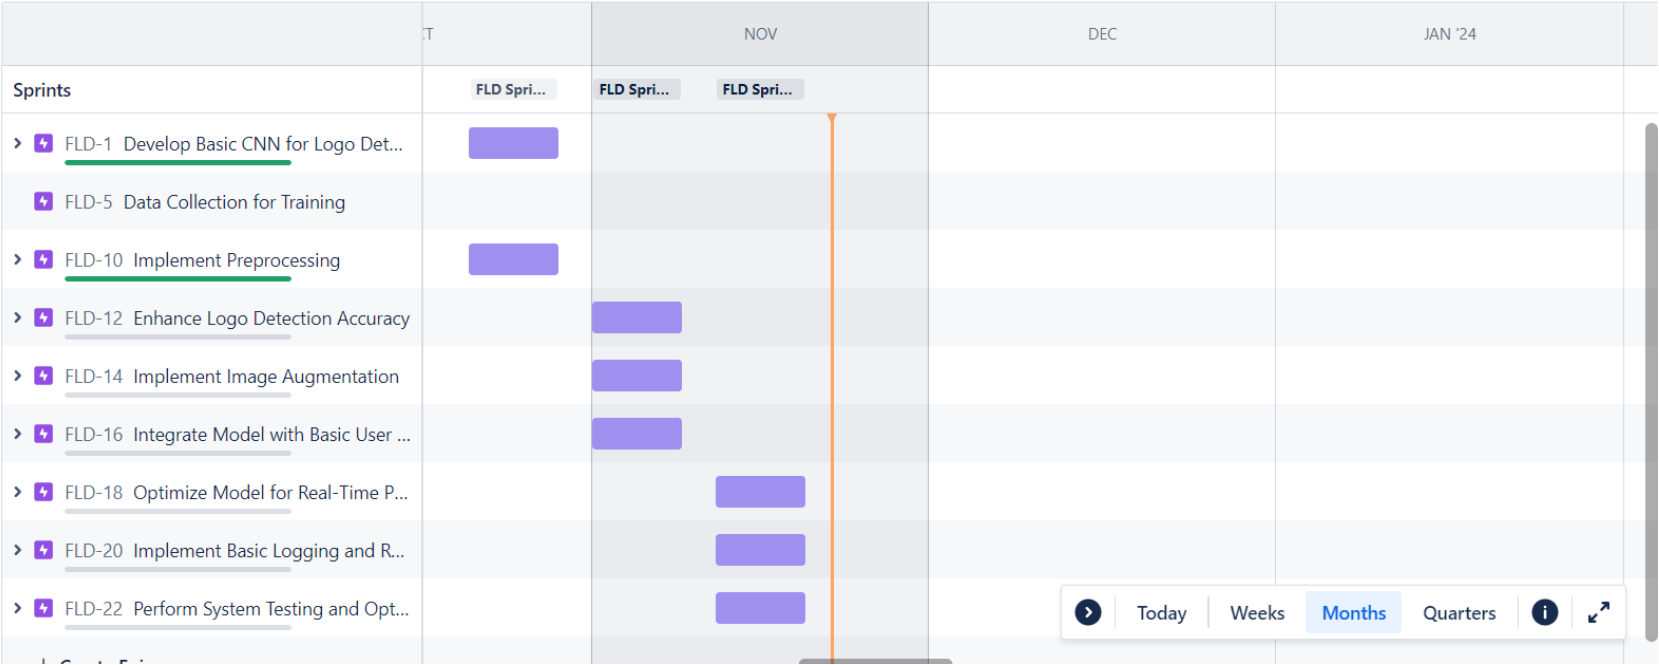 CT NOV DEC JAN '24
Sprints FLD Spri... FLD Spri... FLD Spri...
FLD-1 Develop Basic CNN for Logo Det...
FLD-5 Data Collection for Training
FLD-10 Implement Preprocessing
FLD-12 Enhance Logo Detection Accuracy
FLD-14 Implement Image Augmentation
FLD-16 Integrate Model with Basic User ...
FLD-18 Optimize Model for Real-Time P...
FLD-20 Implement Basic Logging and R...
FLD-22 Perform System Testing and Opt...
Today Weeks Months Quarters